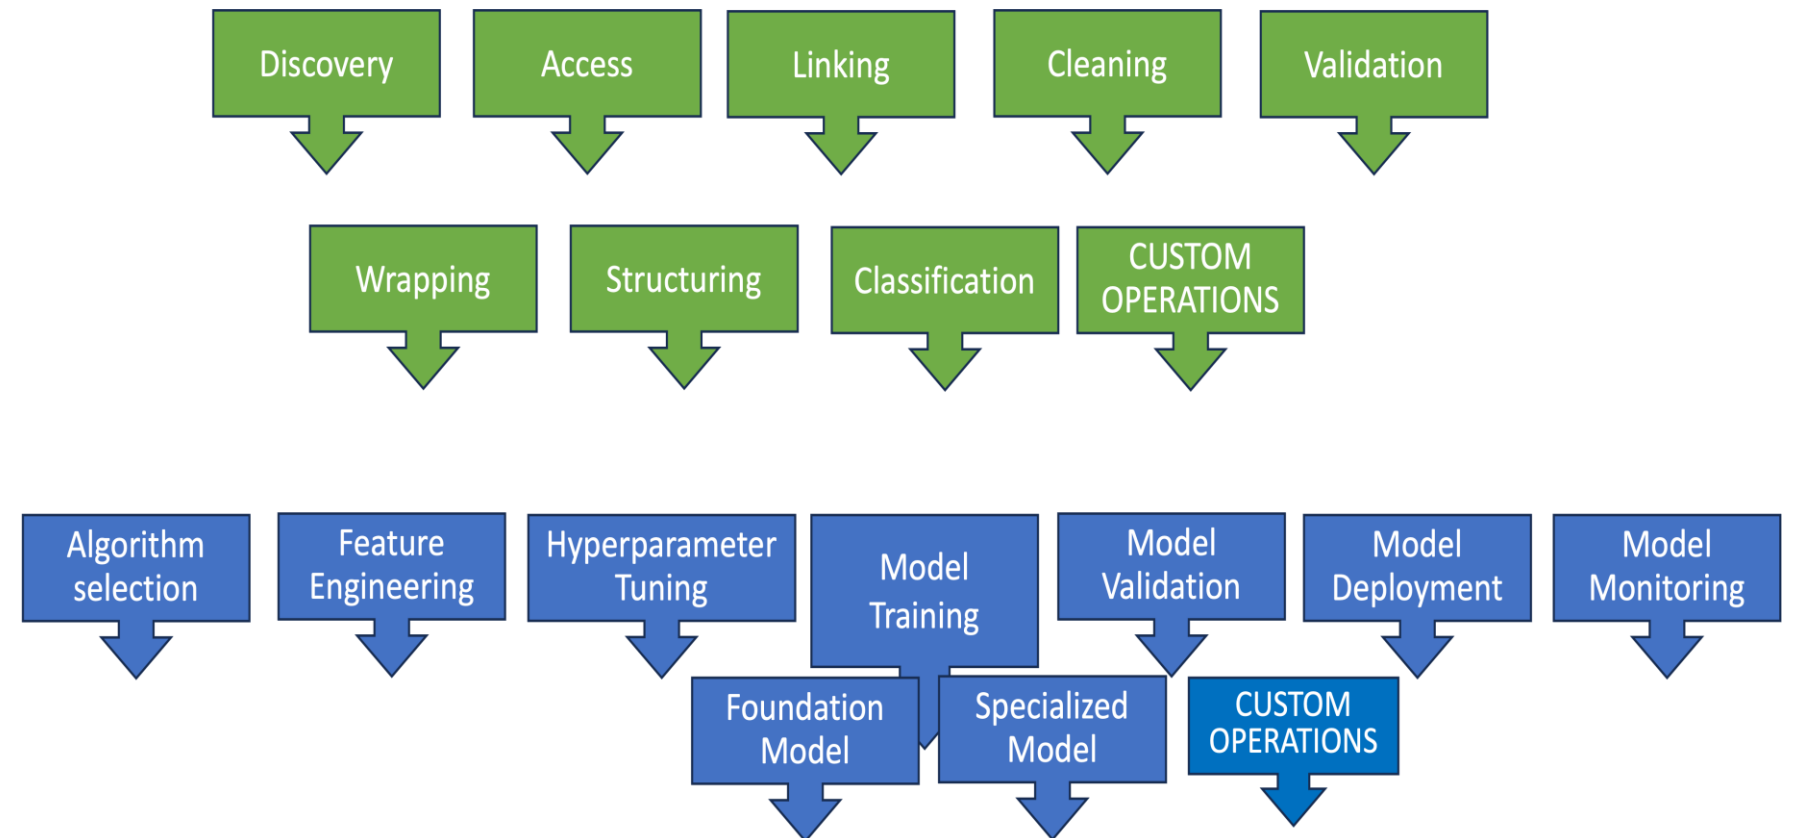 Discovery
Access
Linking
Cleaning
Validation
Wrapping
Structuring
Classification
CUSTOM
OPERATIONS
Algorithm
selection
Feature
Engineering
Hyperparameter
Tuning
Model
Training
Model
Validation
Model
Deployment
Model
Monitoring
Foundation
Model
Specialized
Model
CUSTOM
OPERATIONS